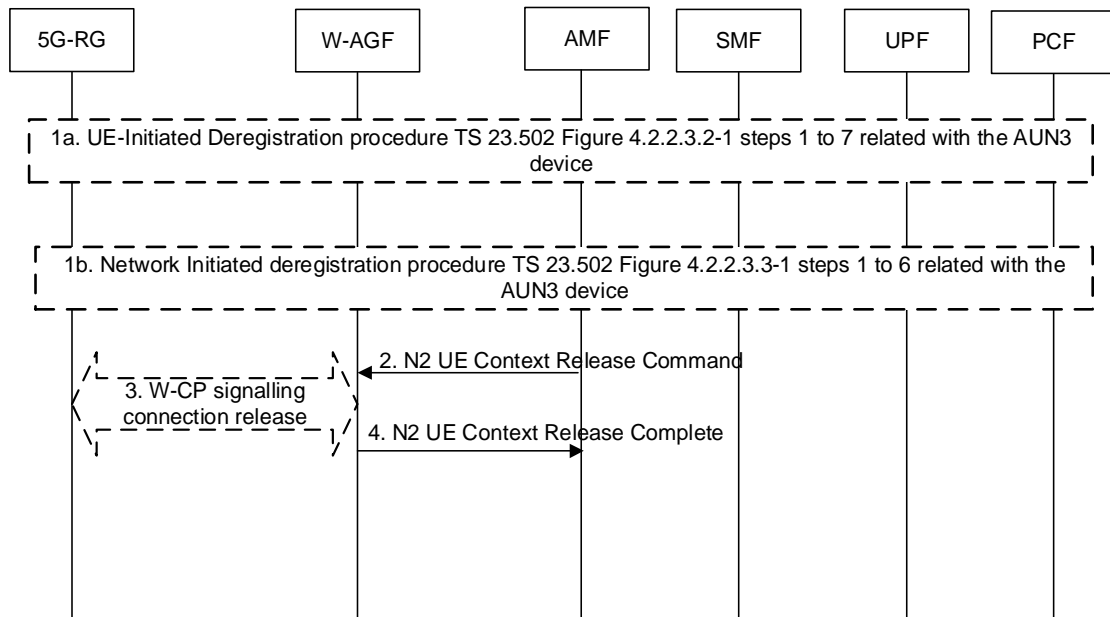 5G-RG
W-AGF
AMF
SMF
UPF
PCF
1a. UE-Initiated Deregistration procedure TS 23.502 Figure 4.2.2.3.2-1 steps 1 to 7 related with the AUN3
device
1b. Network Initiated deregistration procedure TS 23.502 Figure 4.2.2.3.3-1 steps 1 to 6 related with the
AUN3 device
2. N2 UE Context Release Command
3. W-CP signalling
connection release
4. N2 UE Context Release Complete